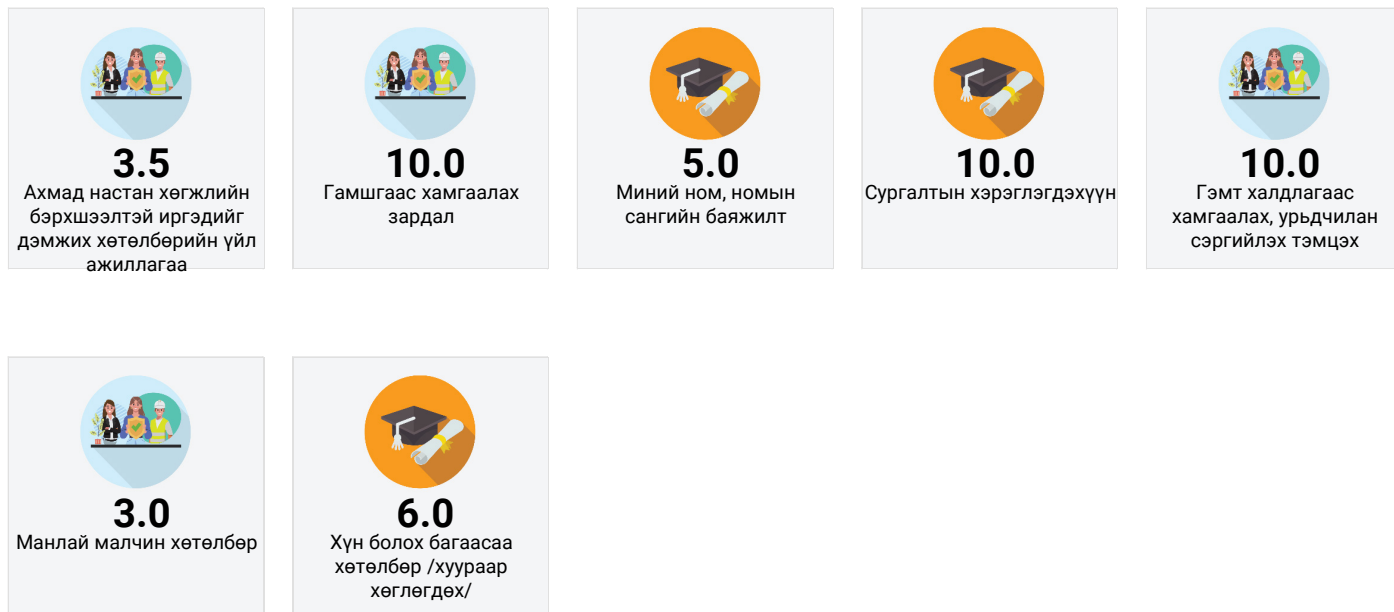 3.5
Ахмад настан хөгжлийн
бэрхшээлтэй иргэдийг
дэмжих хөтөлбөрийн үйл
ажиллагаа
10.0
Гамшгаас хамгаалах
зардал
5.0
Миний ном, номын
сангийн баяжилт
10.0
Сургалтын хэрэглэгдэхүүн
10.0
Гэмт халдлагаас
хамгаалах, урьдчилан
сэргийлэх тэмцэх
3.0
Манлай малчин хөтөлбөр
6.0
Хүн болох багаасаа
хөтөлбөр /хуураар
хөглөгдөх/